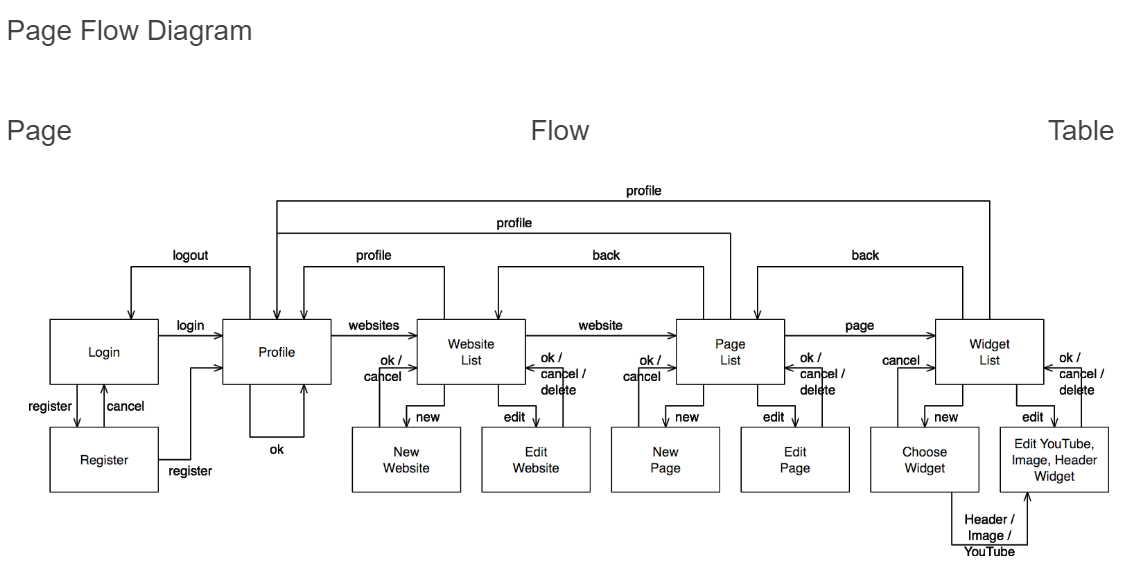 Page Flow Diagram
Page Flow Table
profile
profile
logout
profile
back
back
login
websites
website
page
Login
Profile
Website
List
Page
List
Widget
List
ok /
cancel
ok /
cancel /
delete
ok /
cancel
ok /
cancel /
delete
cancel
ok /
cancel /
delete
register
cancel
new
edit
new
edit
new
edit
Register
register
ok
New
Website
Edit
Website
New
Page
Edit
Page
Choose
Widget
Edit YouTube,
Image, Header
Widget
Header /
Image /
YouTube